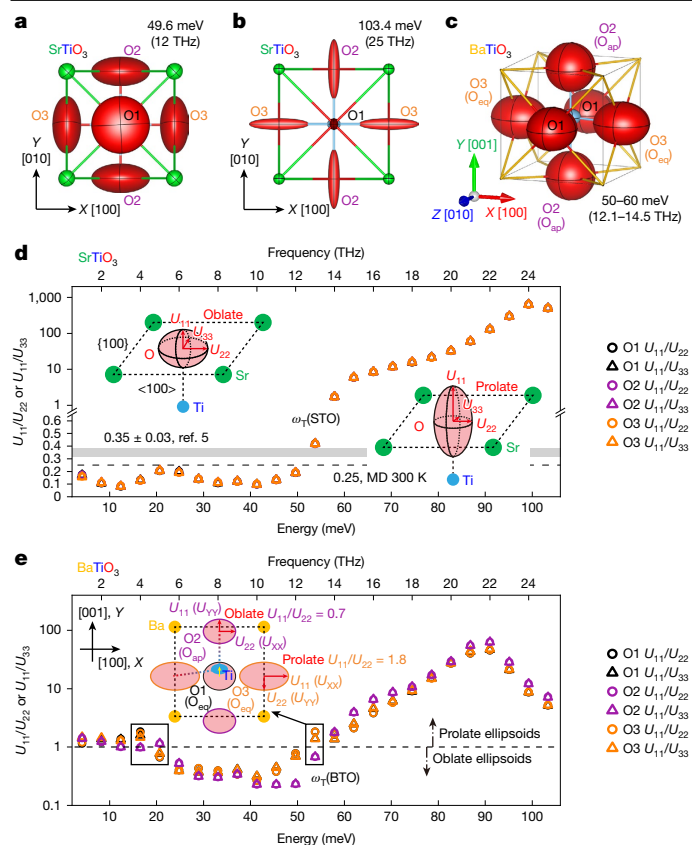 a
49.6 meV
(12 THz)
SrTiO3
O2
O3
O1
O3
O2
Y
[010]
X [100]
b
103.4 meV
(25 THz)
SrTiO3
O2
O3
O1
O3
O2
Y
[010]
X [100]
c
BaTiO3
O2
(Oap)
O3
(Oeq)
O1
O1
O3
(Oeq)
O2
(Oap)
Y [001]
Z [010]
X [100]
50–60 meV
(12.1–14.5 THz)
d
SrTiO3
Frequency (THz)
0 2 4 6 8 10 12 14 16 18 20 22 24
U11/U22 or U11/U33
1,000
100
10
1
0.6
0.5
0.4
0.3
0.2
0.1
0
U11
Oblate
U33
{100}
O
U22
Sr
<100>
Ti
ωT(STO)
0.35 ± 0.03, ref. 5
0.25, MD 300 K
U11
Prolate
U33
O
U22
Sr
Ti
0 10 20 30 40 50 60 70 80 90 100
Energy (meV)
O1 U11/U22
O1 U11/U33
O2 U11/U22
O2 U11/U33
O3 U11/U22
O3 U11/U33
e
BaTiO3
Frequency (THz)
0 2 4 6 8 10 12 14 16 18 20 22 24
U11/U22 or U11/U33
100
10
1
0.1
[001], Y
[100], X
U11 (UYY)
Oblate U11/U22 = 0.7
Ba
O2
(Oap)
U22 (UXX)
Prolate U11/U22 = 1.8
Ti
O1
(Oeq)
O3
(Oeq)
U11 (UXX)
U22 (UYY)
ωT(BTO)
Prolate ellipsoids
Oblate ellipsoids
0 10 20 30 40 50 60 70 80 90 100
Energy (meV)
O1 U11/U22
O1 U11/U33
O2 U11/U22
O2 U11/U33
O3 U11/U22
O3 U11/U33